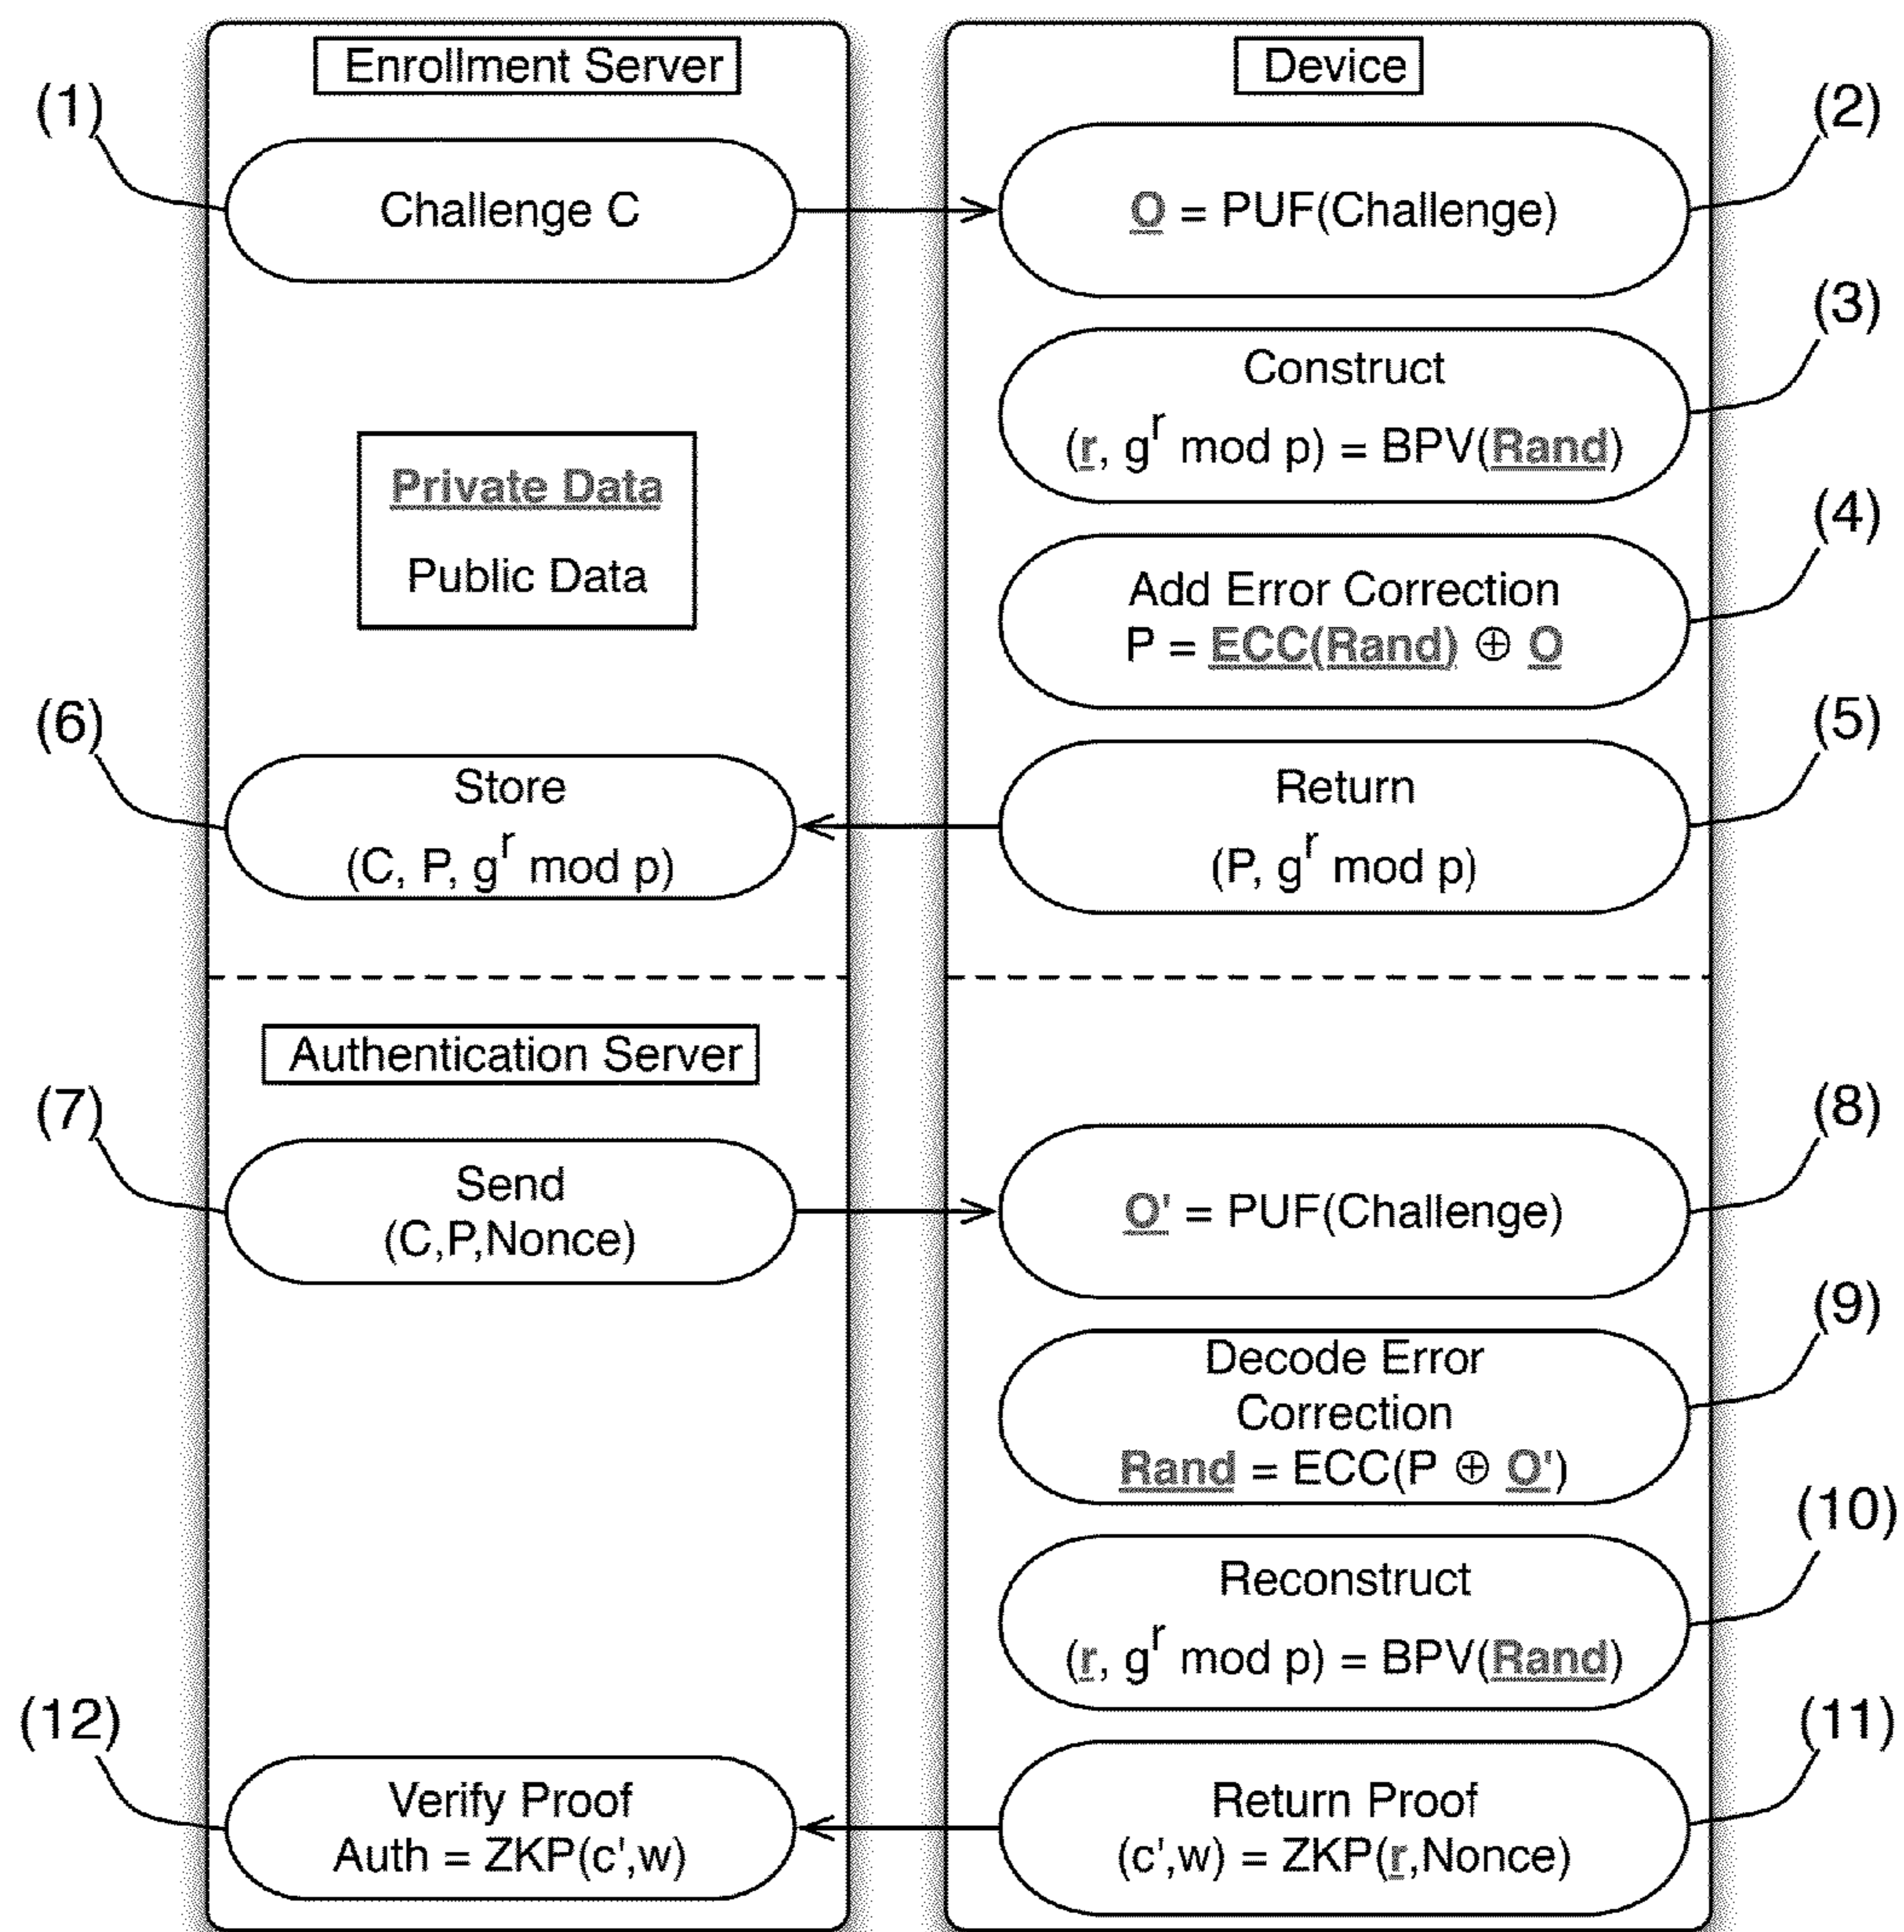 Enrollment Server
Device
(1)
Challenge C
O = PUF(Challenge)
(2)
Construct
(r, g^r mod p) = BPV(Rand)
(3)
Private Data
Public Data
Add Error Correction
P = ECC(Rand) ⊕ O
(4)
(6)
Store
(C, P, g^r mod p)
Return
(P, g^r mod p)
(5)
Authentication Server
(7)
Send
(C,P,Nonce)
O' = PUF(Challenge)
(8)
Decode Error
Correction
Rand = ECC(P ⊕ O')
(9)
Reconstruct
(r, g^r mod p) = BPV(Rand)
(10)
(12)
Verify Proof
Auth = ZKP(c',w)
Return Proof
(c',w) = ZKP(r,Nonce)
(11)